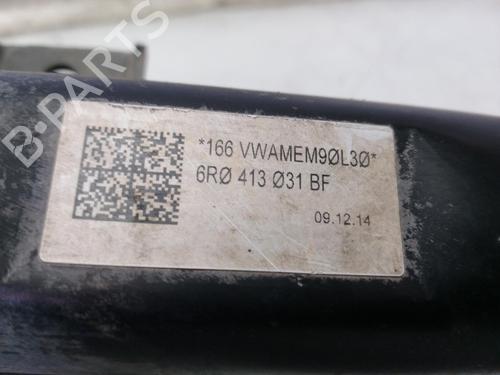 *166 VWAMEM9ØL3Ø*
6RØ 413 Ø31 BF
09.12.14
B-PARTS